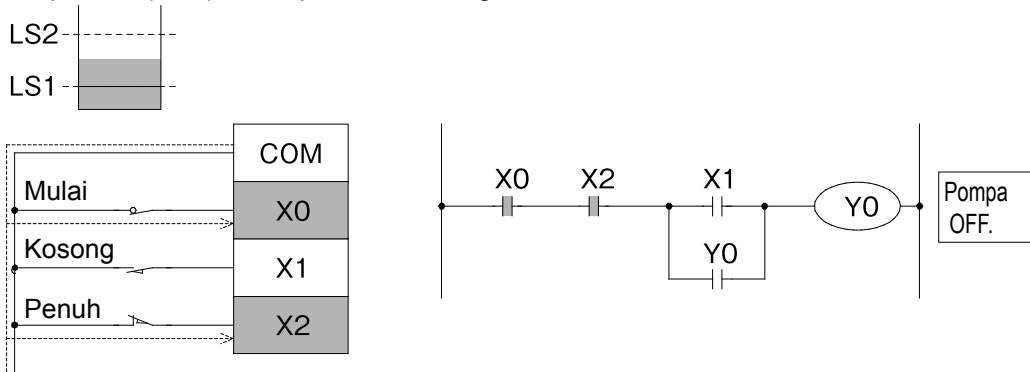 LS2
LS1
COM
Mulai
X0
Kosong
X1
Penuh
X2
X0 X2 X1
Y0
Y0
Pompa
OFF.